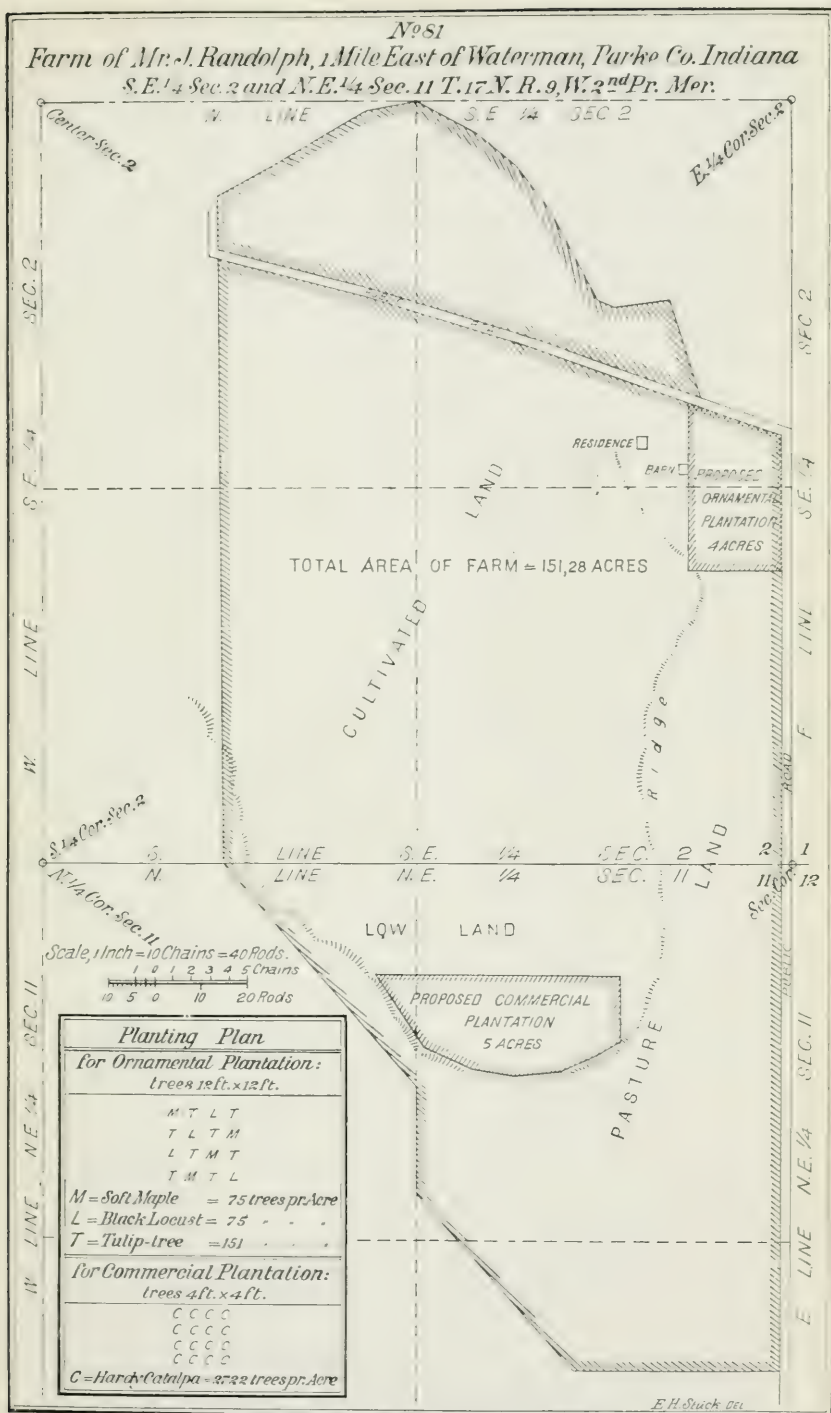 No 81
Farm of Mr. J. Randolph, 1 Mile East of Waterman, Parke Co. Indiana
S.E. 1/4 Sec. 2 and N.E. 1/4 Sec. 11 T. 17 N. R. 9, W. 2nd Pr. Mer.
N. LINE S.E 1/4 SEC 2
Center Sec. 2
E. 1/4 Cor. Sec. 2
W. LINE S.E. 1/4 SEC. 2
SEC 2
SE. 1/4
LINE
RESIDENCE
BARN
PROPOSED
ORNAMENTAL
PLANTATION
4 ACRES
TOTAL AREA OF FARM = 151,28 ACRES
CULTIVATED LAND
Ridge
ROAD
S. 1/4 Cor. Sec. 2
S. LINE S.E. 1/4 SEC. 2
2 1
N. LINE N.E. 1/4 SEC. 11
11 12
N. 1/4 Cor. Sec. 11
Sec. Cor.
LOW LAND
PUBLIC
PASTURE LAND
Scale, 1 Inch = 10 Chains = 40 Rods.
1 0 1 2 3 4 5 Chains
10 5 0 10 20 Rods
PROPOSED COMMERCIAL
PLANTATION
5 ACRES
W LINE NE 1/4 SEC. 11
E LINE N.E. 1/4 SEC. 11
Planting Plan
for Ornamental Plantation:
trees 12 ft. x 12 ft.
M T L T
T L T M
L T M T
T M T L
M = Soft Maple = 75 trees pr. Acre
L = Black Locust = 75 " " "
T = Tulip-tree = 151 " " "
for Commercial Plantation:
trees 4 ft. x 4 ft.
C C C C
C C C C
C C C C
C C C C
C = Hardy Catalpa = 2722 trees pr. Acre
E. H. Stuck DEL